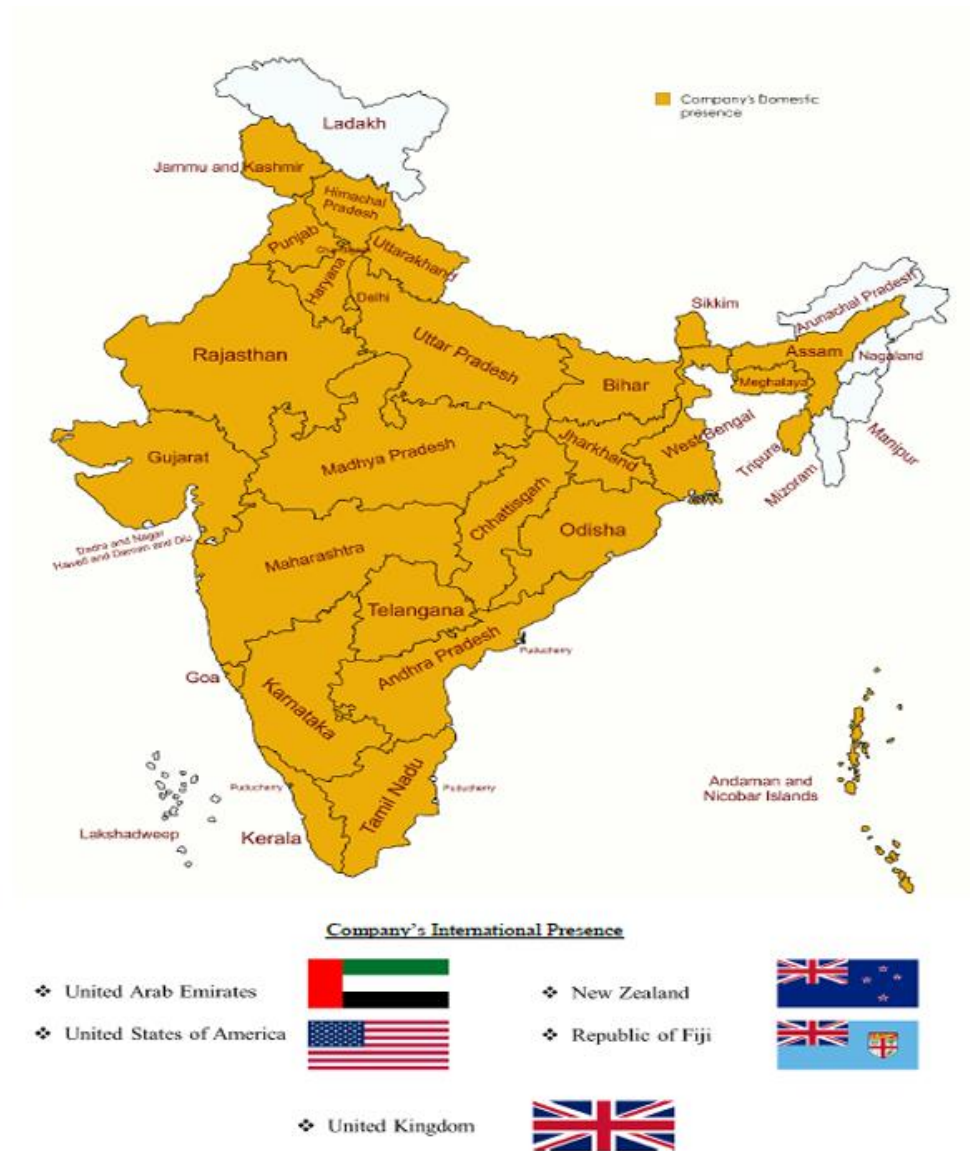 Ladakh
Company's Domestic
presence
Jammu and Kashmir
Himachal
Pradesh
Punjab
Uttarakhand
Haryana
Delhi
Sikkim
Arunachal Pradesh
Rajasthan
Uttar Pradesh
Bihar
Assam
Nagaland
Meghalaya
Gujarat
Madhya Pradesh
Jharkhand
West Bengal
Tripura
Mizoram
Manipur
Chhattisgarh
Odisha
Dadra and Nagar
Haveli and Daman and Diu
Maharashtra
Telangana
Andhra Pradesh
Puducherry
Goa
Karnataka
Puducherry
Tamil Nadu
Puducherry
Andaman and
Nicobar Islands
Lakshadweep
Kerala
Company's International Presence
❖ United Arab Emirates
❖ New Zealand
❖ United States of America
❖ Republic of Fiji
❖ United Kingdom